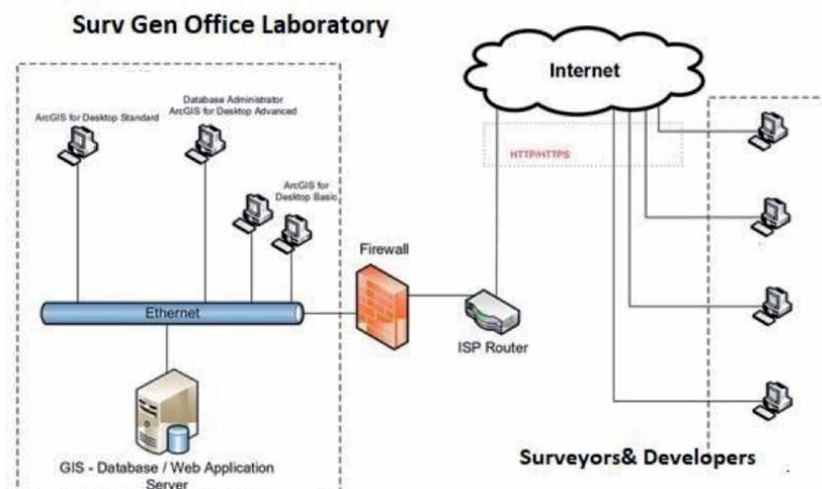 Surv Gen Office Laboratory
Internet
Database Administrator
ArcGIS for Desktop Advanced
ArcGIS for Desktop Standard
HTTP/HTTPS
ArcGIS for
Desktop Basic
Firewall
Ethernet
ISP Router
GIS - Database / Web Application
Server
Surveyors& Developers